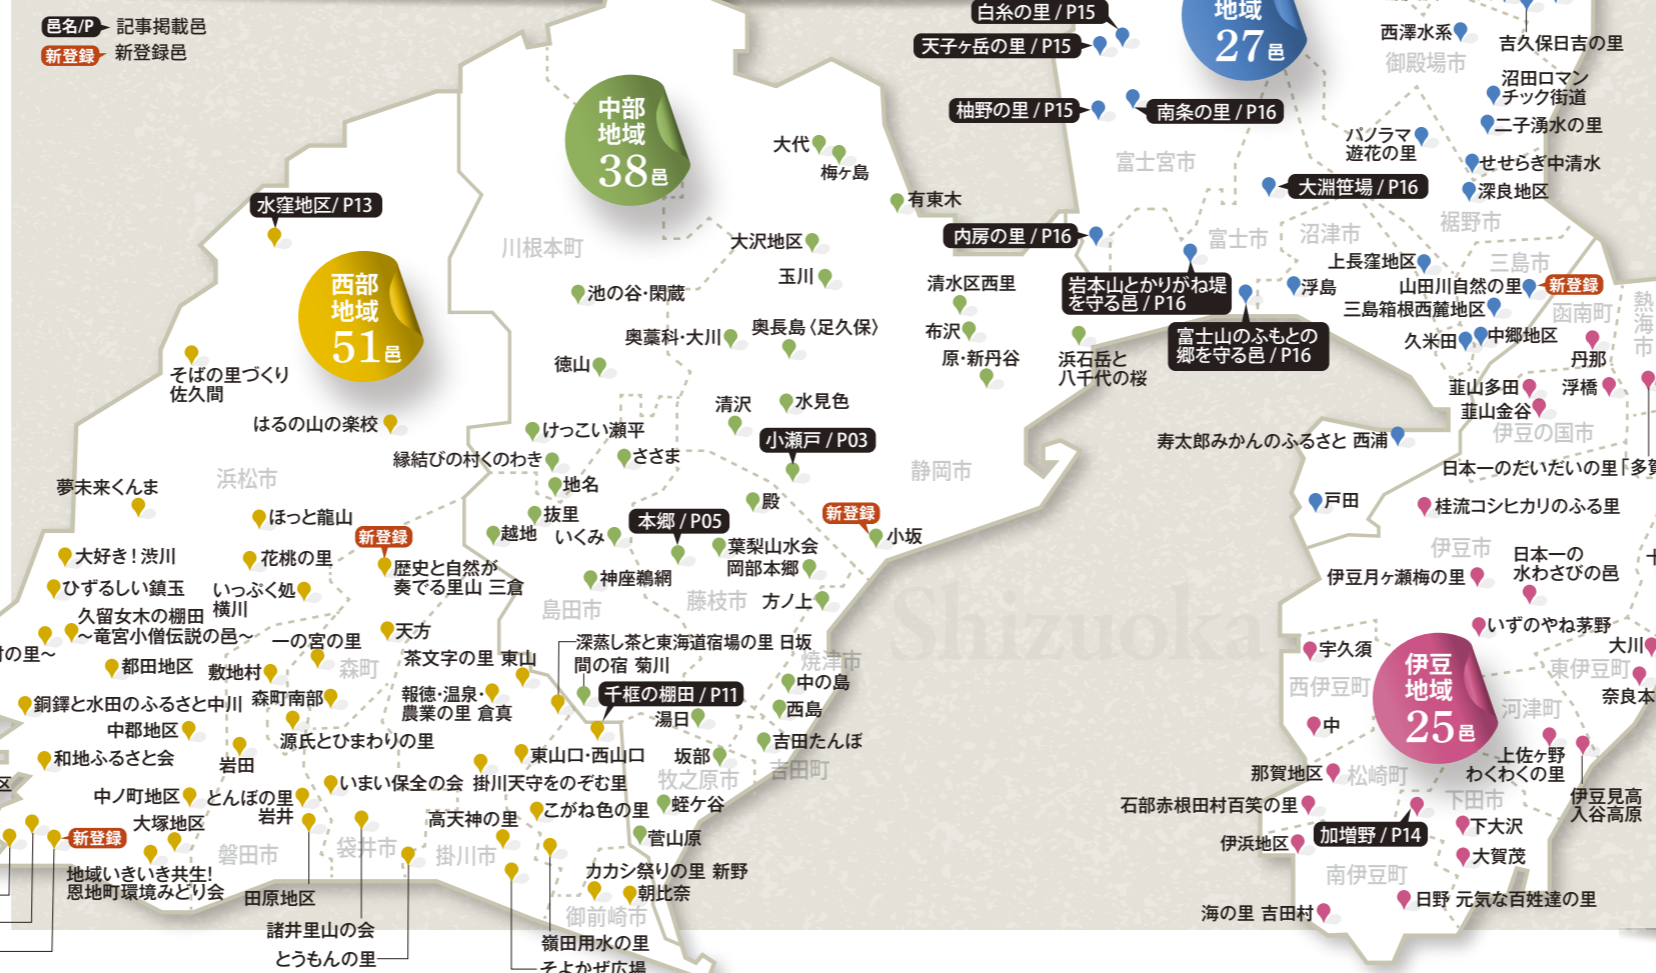 邑名/P 記事掲載邑
新登録 新登録邑
白糸の里 / P15
天子ヶ岳の里 / P15
柚野の里 / P15
南条の里 / P16
地域
27邑
西澤水系
吉久保日吉の里
御殿場市
沼田ロマン
チック街道
二子湧水の里
パノラマ
遊花の里
せせらぎ中清水
深良地区
富士宮市
大淵笹場 / P16
裾野市
内房の里 / P16
富士市
沼津市
上長窪地区
三島市
岩本山とかりがね堤
を守る邑 / P16
浮島
山田川自然の里
新登録
三島箱根西麓地区
函南町
熱海市
富士山のふもとの
郷を守る邑 / P16
久米田
中郷地区
丹那
韮山多田
浮橋
韮山金谷
伊豆の国市
寿太郎みかんのふるさと 西浦
日本一のだいだいの里「多賀
戸田
桂流コシヒカリのふる里
伊豆市
日本一の
水わさびの邑
伊豆月ヶ瀬梅の里
いずのやね茅野
宇久須
大川
伊豆
地域
25邑
東伊豆町
西伊豆町
奈良本
河津町
中
上佐ヶ野
わくわくの里
那賀地区
松崎町
伊豆見高
入谷高原
石部赤根田村百笑の里
下田市
加増野 / P14
下大沢
伊浜地区
大賀茂
南伊豆町
日野 元気な百姓達の里
海の里 吉田村
中部
地域
38邑
大代
梅ヶ島
有東木
川根本町
大沢地区
玉川
池の谷・閑蔵
清水区西里
奥藁科・大川
奥長島〈足久保〉
布沢
原・新丹谷
浜石岳と
八千代の桜
徳山
清沢
水見色
けっこい瀬平
小瀬戸 / P03
縁結びの村くのわき
ささま
静岡市
地名
殿
抜里
新登録
越地
いくみ
本郷 / P05
小坂
葉梨山水会
岡部本郷
神座鵜網
島田市
藤枝市
方ノ上
深蒸し茶と東海道宿場の里 日坂
間の宿 菊川
焼津市
千框の棚田 / P11
中の島
湯日
西島
吉田たんぼ
坂部
牧之原市
吉田町
蛭ケ谷
菅山原
Shizuoka
水窪地区 / P13
西部
地域
51邑
そばの里づくり
佐久間
はるの山の楽校
浜松市
夢未来くんま
ほっと龍山
新登録
大好き！渋川
花桃の里
歴史と自然が
奏でる里山 三倉
ひずるしい鎮玉
いっぷく処
横川
久留女木の棚田
～竜宮小僧伝説の邑～
の里～
一の宮の里
天方
都田地区
敷地村
森町
茶文字の里 東山
銅鐸と水田のふるさと中川
森町南部
報徳・温泉・
農業の里 倉真
中郡地区
源氏とひまわりの里
和地ふるさと会
岩田
東山口・西山口
区
いまい保全の会
掛川天守をのぞむ里
中ノ町地区
とんぼの里
岩井
こがね色の里
大塚地区
高天神の里
新登録
磐田市
袋井市
掛川市
地域いきいき共生！
恩地町環境みどり会
田原地区
カカシ祭りの里 新野
朝比奈
御前崎市
諸井里山の会
とうもんの里
嶺田用水の里
そよかぜ広場